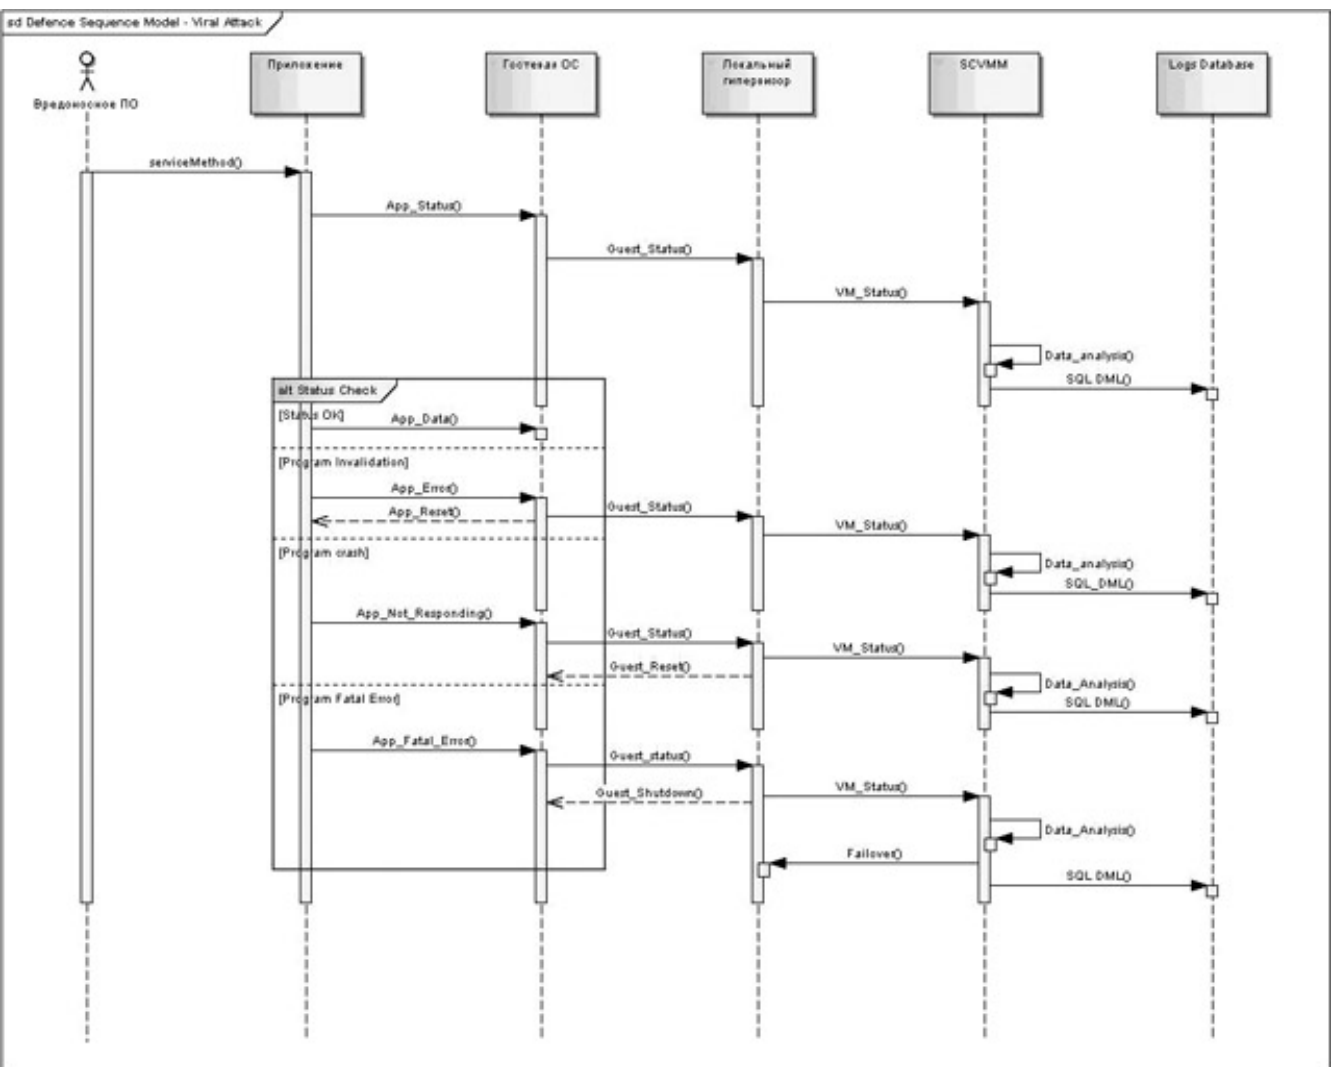 sd Defence Sequence Model - Viral Attack
Вредоносное ПО
Приложение
Гостевая ОС
Локальный
гипервизор
SCVMM
Logs Database
serviceMethod()
App_Status()
Guest_Status()
VM_Status()
Data_analysis()
SQL DML()
alt Status Check
[Status OK]
App_Data()
[Program Invalidation]
App_Error()
App_Reset()
Guest_Status()
VM_Status()
Data_analysis()
SQL_DML()
[Program crash]
App_Not_Responding()
Guest_Status()
VM_Status()
Guest_Reset()
Data_Analysis()
SQL DML()
[Program Fatal Error]
App_Fatal_Error()
Guest_status()
VM_Status()
Guest_Shutdown()
Data_Analysis()
Failover()
SQL DML()